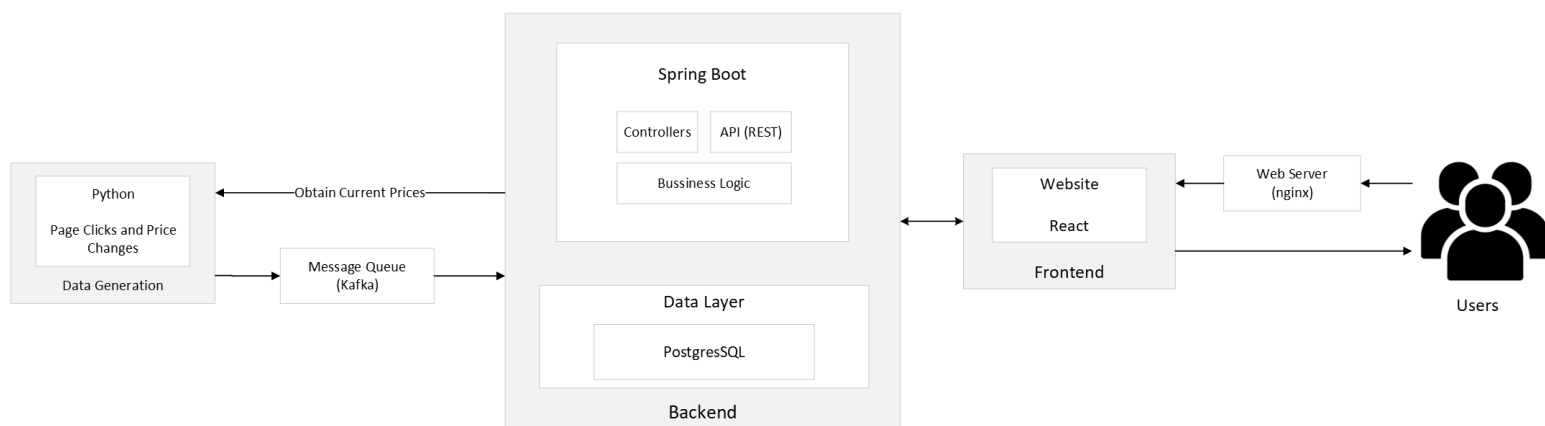 Python
Page Clicks and Price
Changes
Data Generation
Obtain Current Prices
Message Queue
(Kafka)
Spring Boot
Controllers
API (REST)
Bussiness Logic
Data Layer
PostgresSQL
Backend
Website
React
Frontend
Web Server
(nginx)
Users